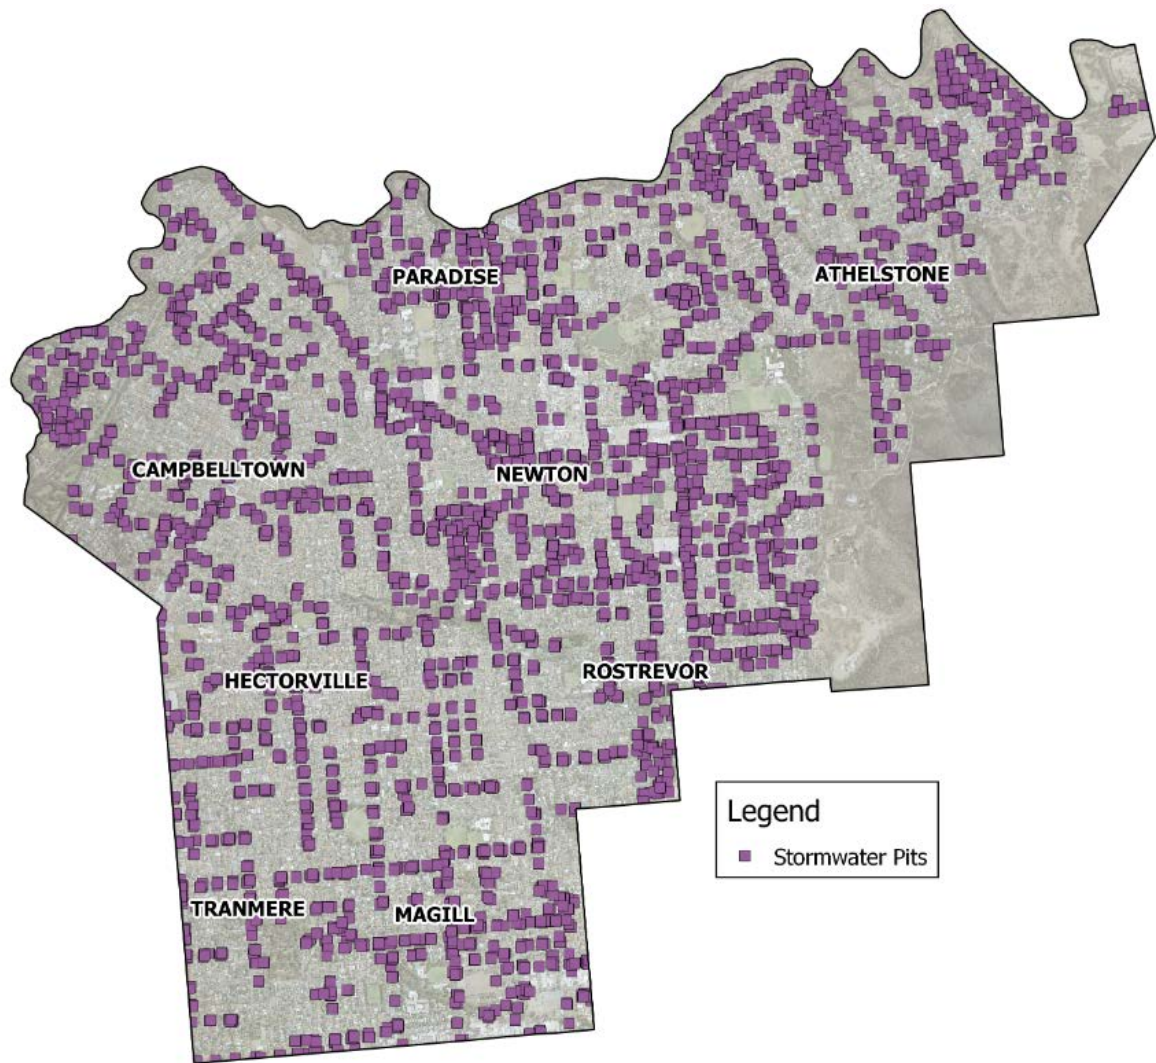 PARADISE
ATHELSTONE
CAMPBELLTOWN
NEWTON
HECTORVILLE
ROSTREVOR
Legend
Stormwater Pits
TRANMERE
MAGILL